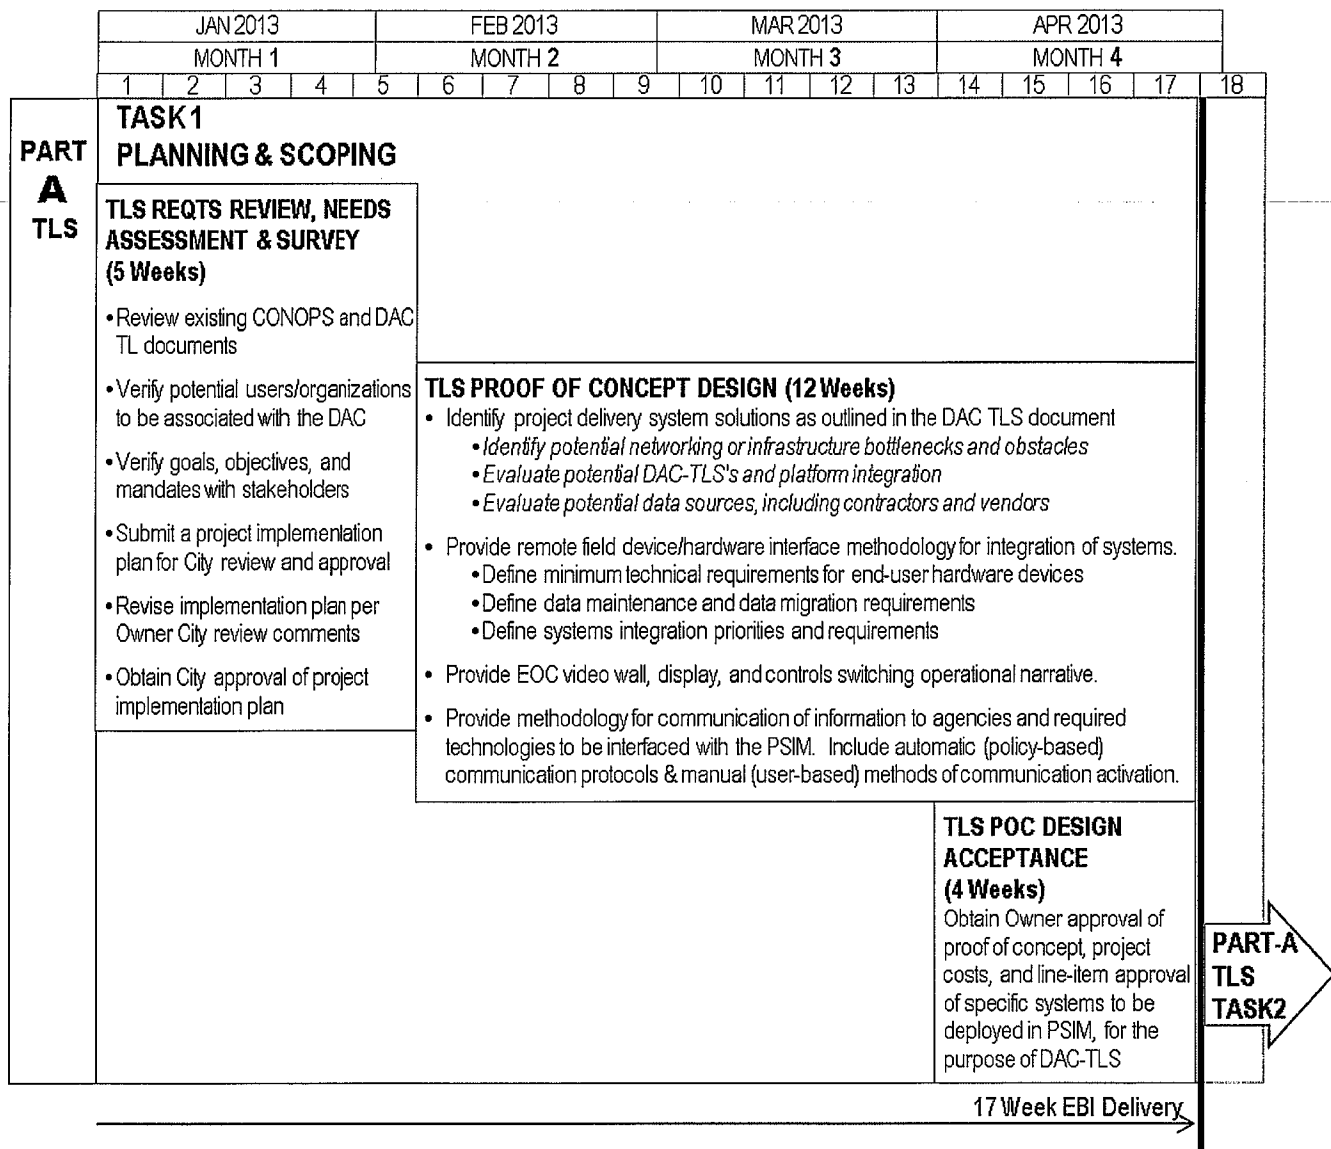 JAN 2013 FEB 2013 MAR 2013 APR 2013
MONTH 1 MONTH 2 MONTH 3 MONTH 4
1 2 3 4 5 6 7 8 9 10 11 12 13 14 15 16 17 18
PART
A
TLS
TASK 1
PLANNING & SCOPING
TLS REQTS REVIEW, NEEDS
ASSESSMENT & SURVEY
(5 Weeks)
• Review existing CONOPS and DAC
TL documents
• Verify potential users/organizations
to be associated with the DAC
• Verify goals, objectives, and
mandates with stakeholders
• Submit a project implementation
plan for City review and approval
• Revise implementation plan per
Owner City review comments
• Obtain City approval of project
implementation plan
TLS PROOF OF CONCEPT DESIGN (12 Weeks)
• Identify project delivery system solutions as outlined in the DAC TLS document
• Identify potential networking or infrastructure bottlenecks and obstacles
• Evaluate potential DAC-TLS's and platform integration
• Evaluate potential data sources, including contractors and vendors
• Provide remote field device/hardware interface methodology for integration of systems.
• Define minimum technical requirements for end-user hardware devices
• Define data maintenance and data migration requirements
• Define systems integration priorities and requirements
• Provide EOC video wall, display, and controls switching operational narrative.
• Provide methodology for communication of information to agencies and required
technologies to be interfaced with the PSIM. Include automatic (policy-based)
communication protocols & manual (user-based) methods of communication activation.
TLS POC DESIGN
ACCEPTANCE
(4 Weeks)
Obtain Owner approval of
proof of concept, project
costs, and line-item approval
of specific systems to be
deployed in PSIM, for the
purpose of DAC-TLS
PART-A
TLS
TASK2
17 Week EBI Delivery